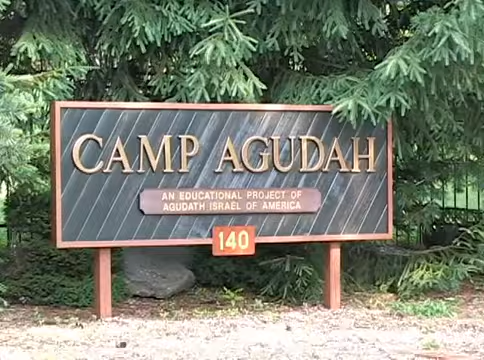 CAMP AGUDAH
AN EDUCATIONAL PROJECT OF
AGUDATH ISRAEL OF AMERICA
140